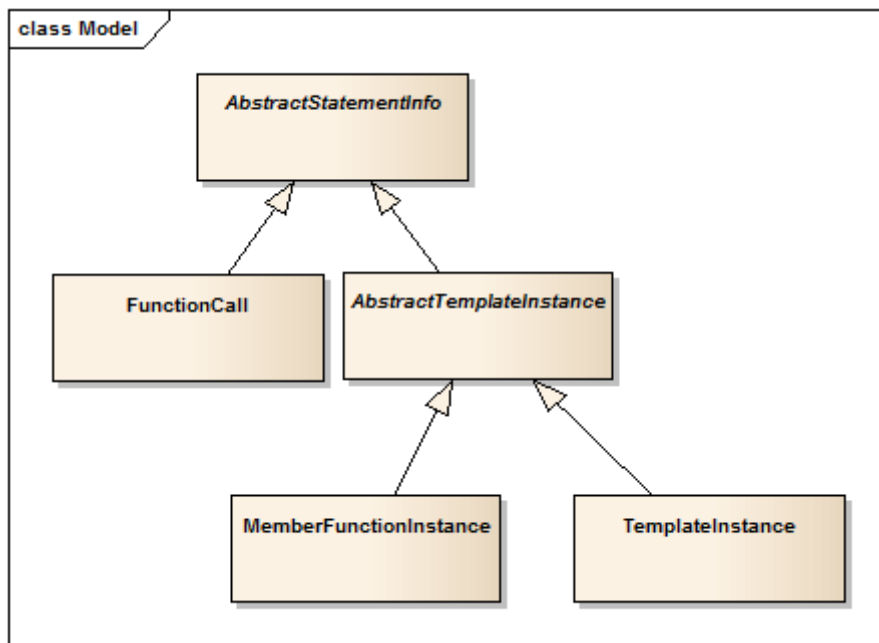 class Model
AbstractStatementInfo
FunctionCall
AbstractTemplateInstance
MemberFunctionInstance
TemplateInstance